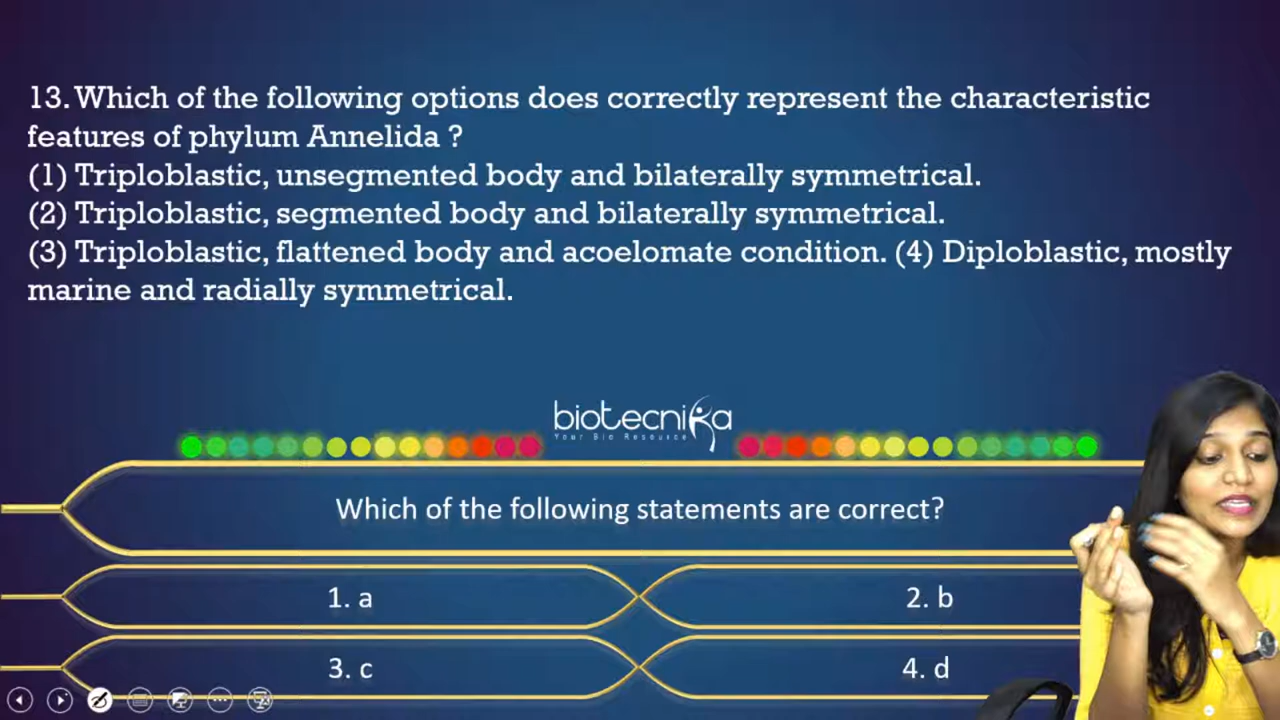 13. Which of the following options does correctly represent the characteristic
features of phylum Annelida ?
(1) Triploblastic, unsegmented body and bilaterally symmetrical.
(2) Triploblastic, segmented body and bilaterally symmetrical.
(3) Triploblastic, flattened body and acoelomate condition. (4) Diploblastic, mostly
marine and radially symmetrical.
biotecnika
Your Bio Resource
Which of the following statements are correct?
1. a
2. b
3. c
4. d